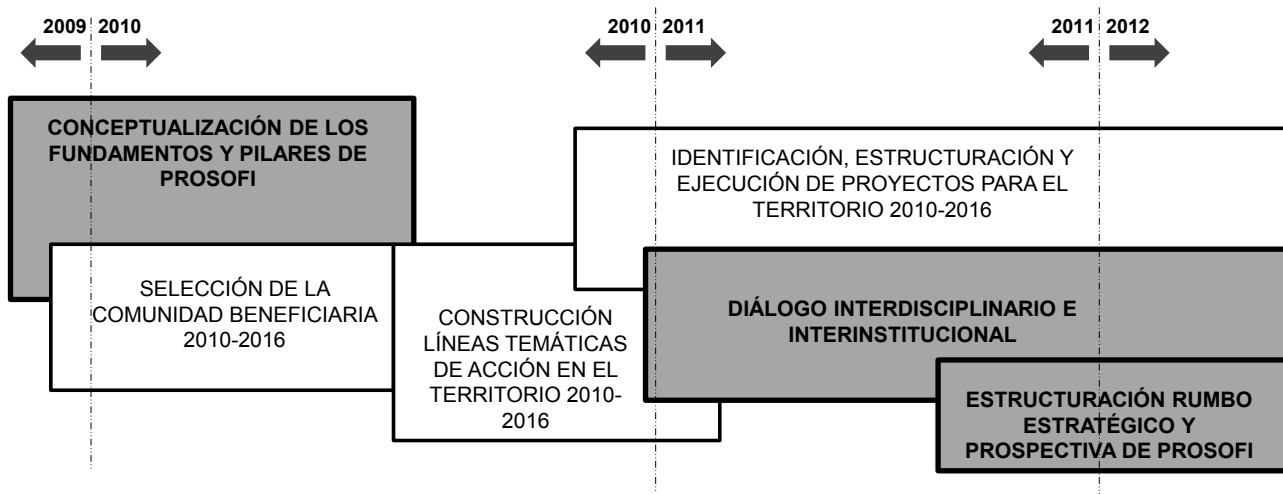 2009 2010
2010 2011
2011 2012
CONCEPTUALIZACIÓN DE LOS
FUNDAMENTOS Y PILARES DE
PROSOFI
IDENTIFICACIÓN, ESTRUCTURACIÓN Y
EJECUCIÓN DE PROYECTOS PARA EL
TERRITORIO 2010-2016
SELECCIÓN DE LA
COMUNIDAD BENEFICIARIA
2010-2016
CONSTRUCCIÓN
LÍNEAS TEMÁTICAS
DE ACCIÓN EN EL
TERRITORIO 2010-
2016
DIÁLOGO INTERDISCIPLINARIO E
INTERINSTITUCIONAL
ESTRUCTURACIÓN RUMBO
ESTRATÉGICO Y
PROSPECTIVA DE PROSOFI